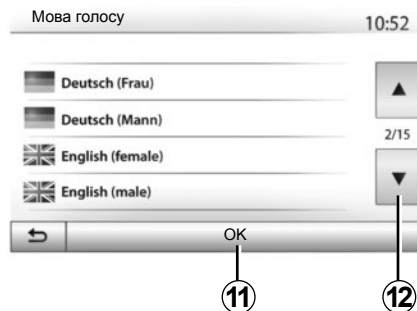 Мова голосу 10:52
Deutsch (Frau)
Deutsch (Mann)
2/15
English (female)
English (male)
OK
11 12